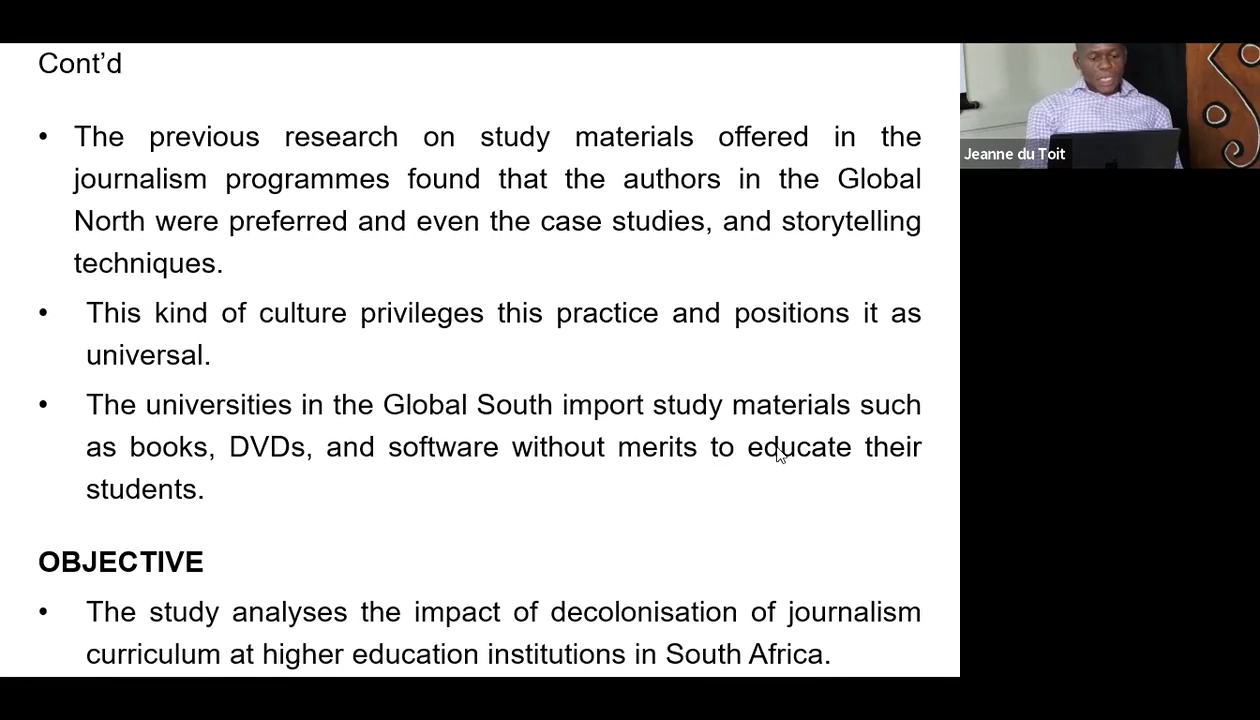 Cont’d
• The previous research on study materials offered in the
journalism programmes found that the authors in the Global
North were preferred and even the case studies, and storytelling
techniques.
• This kind of culture privileges this practice and positions it as
universal.
• The universities in the Global South import study materials such
as books, DVDs, and software without merits to educate their
students.
OBJECTIVE
• The study analyses the impact of decolonisation of journalism
curriculum at higher education institutions in South Africa.
Jeanne du Toit